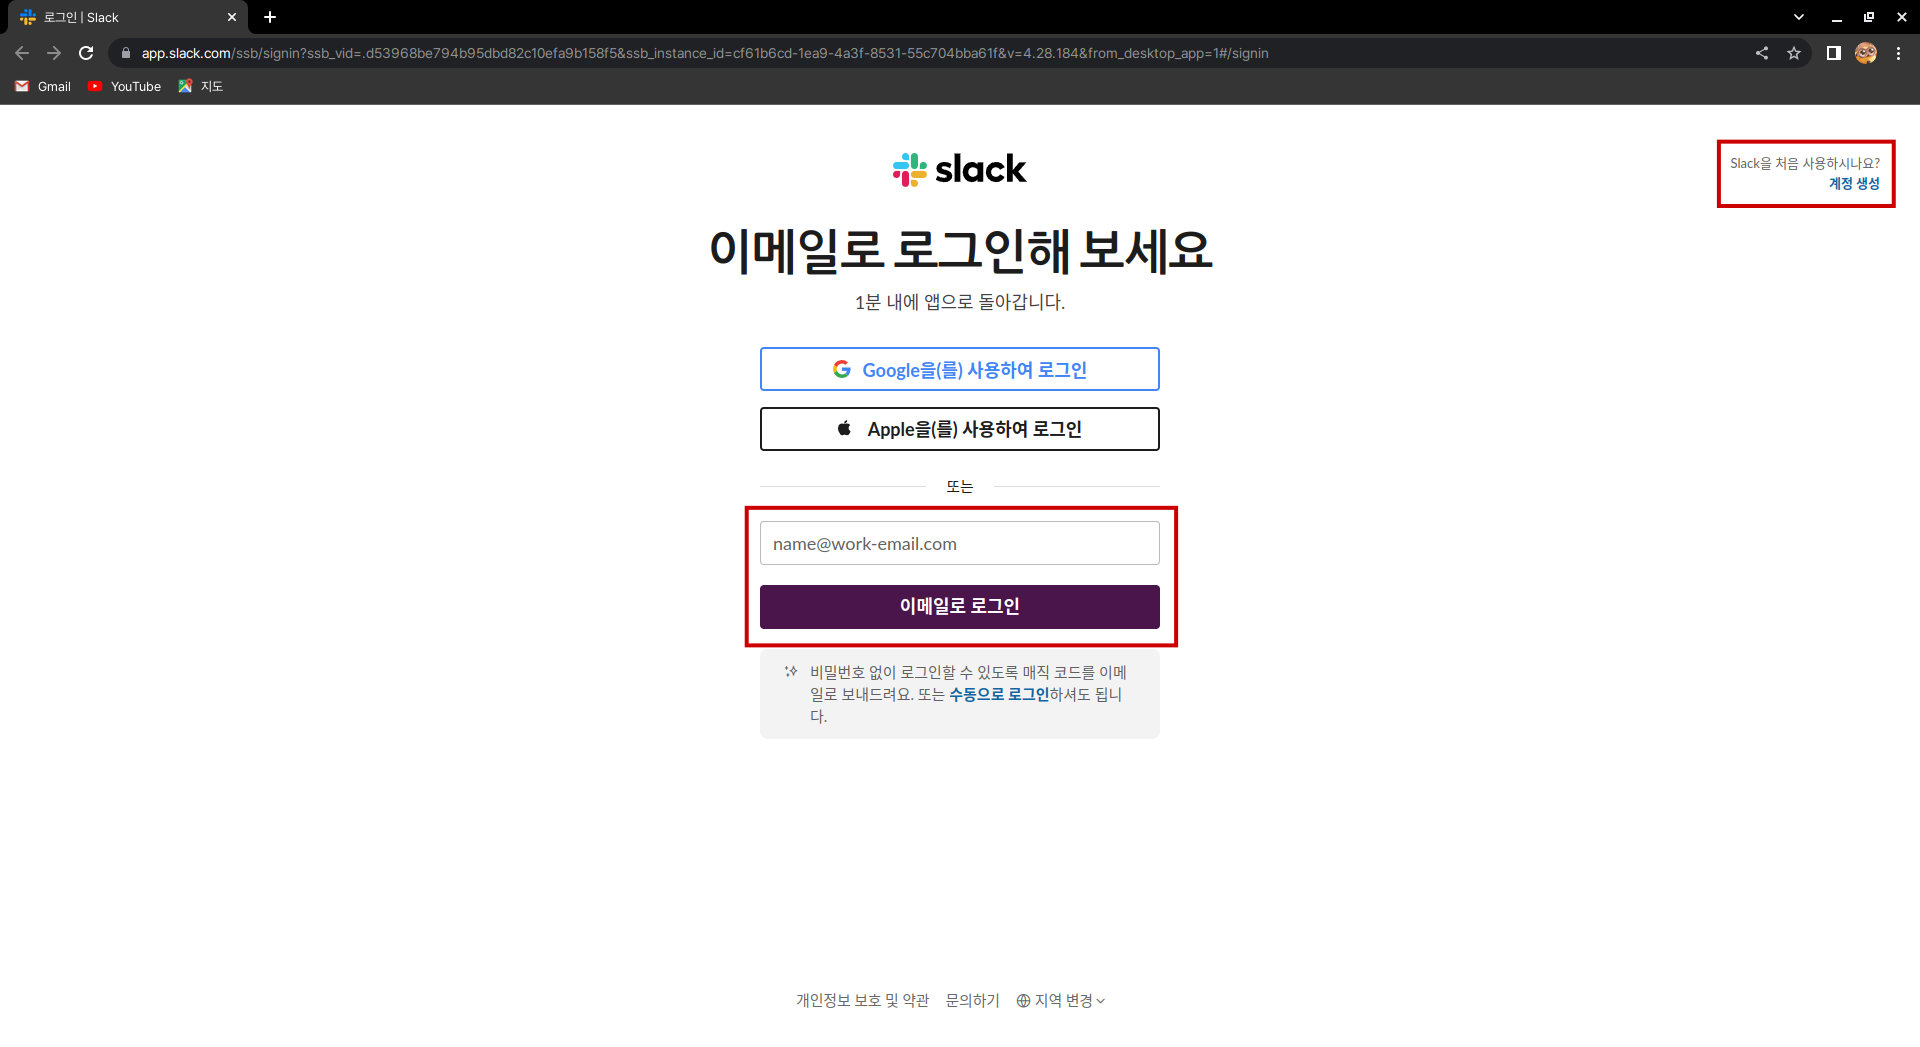 로그인 | Slack
app.slack.com/ssb/signin?ssb_vid=.d53968be794b95dbd82c10efa9b158f5&ssb_instance_id=cf61b6cd-1ea9-4a3f-8531-55c704bba61f&v=4.28.184&from_desktop_app=1#/signin
Gmail YouTube 지도
slack
Slack을 처음 사용하시나요?
계정 생성
이메일로 로그인해 보세요
1분 내에 앱으로 돌아갑니다.
Google을(를) 사용하여 로그인
Apple을(를) 사용하여 로그인
또는
name@work-email.com
이메일로 로그인
비밀번호 없이 로그인할 수 있도록 매직 코드를 이메
일로 보내드려요. 또는 수동으로 로그인하셔도 됩니
다.
개인정보 보호 및 약관 문의하기 지역 변경